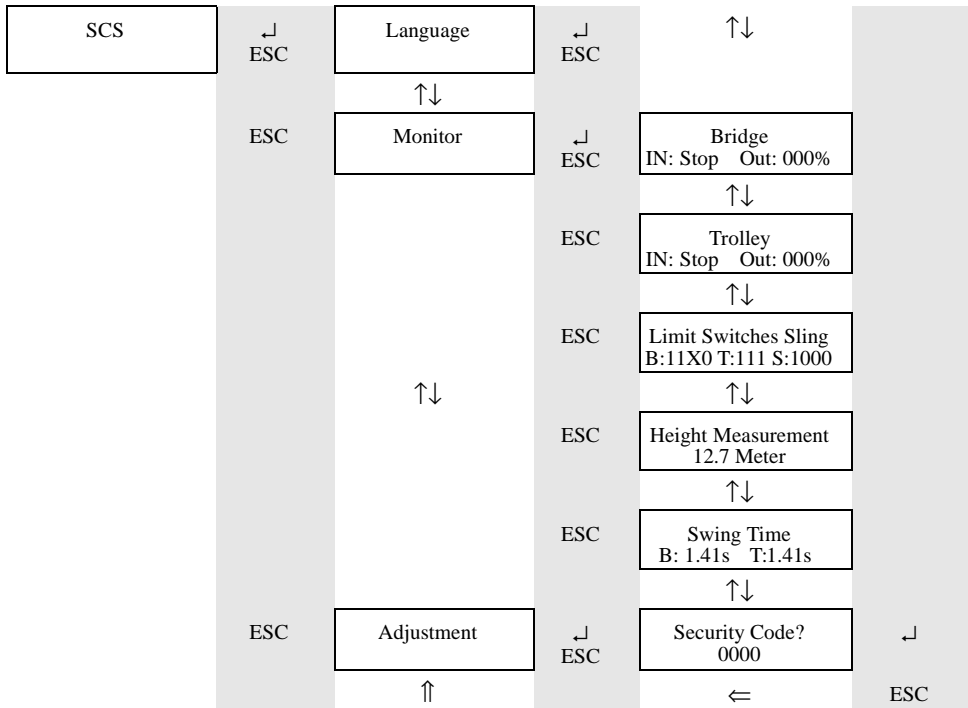 SCS ↵ Language ↵ ↑↓
ESC ESC
↑↓
ESC Monitor ↵ Bridge
ESC IN: Stop Out: 000%
↑↓
ESC Trolley
IN: Stop Out: 000%
↑↓
ESC Limit Switches Sling
B:11X0 T:111 S:1000
↑↓ ↑↓
ESC Height Measurement
12.7 Meter
↑↓
ESC Swing Time
B: 1.41s T:1.41s
↑↓
ESC Adjustment ↵ Security Code? ↵
ESC 0000
⇑ ⇐ ESC